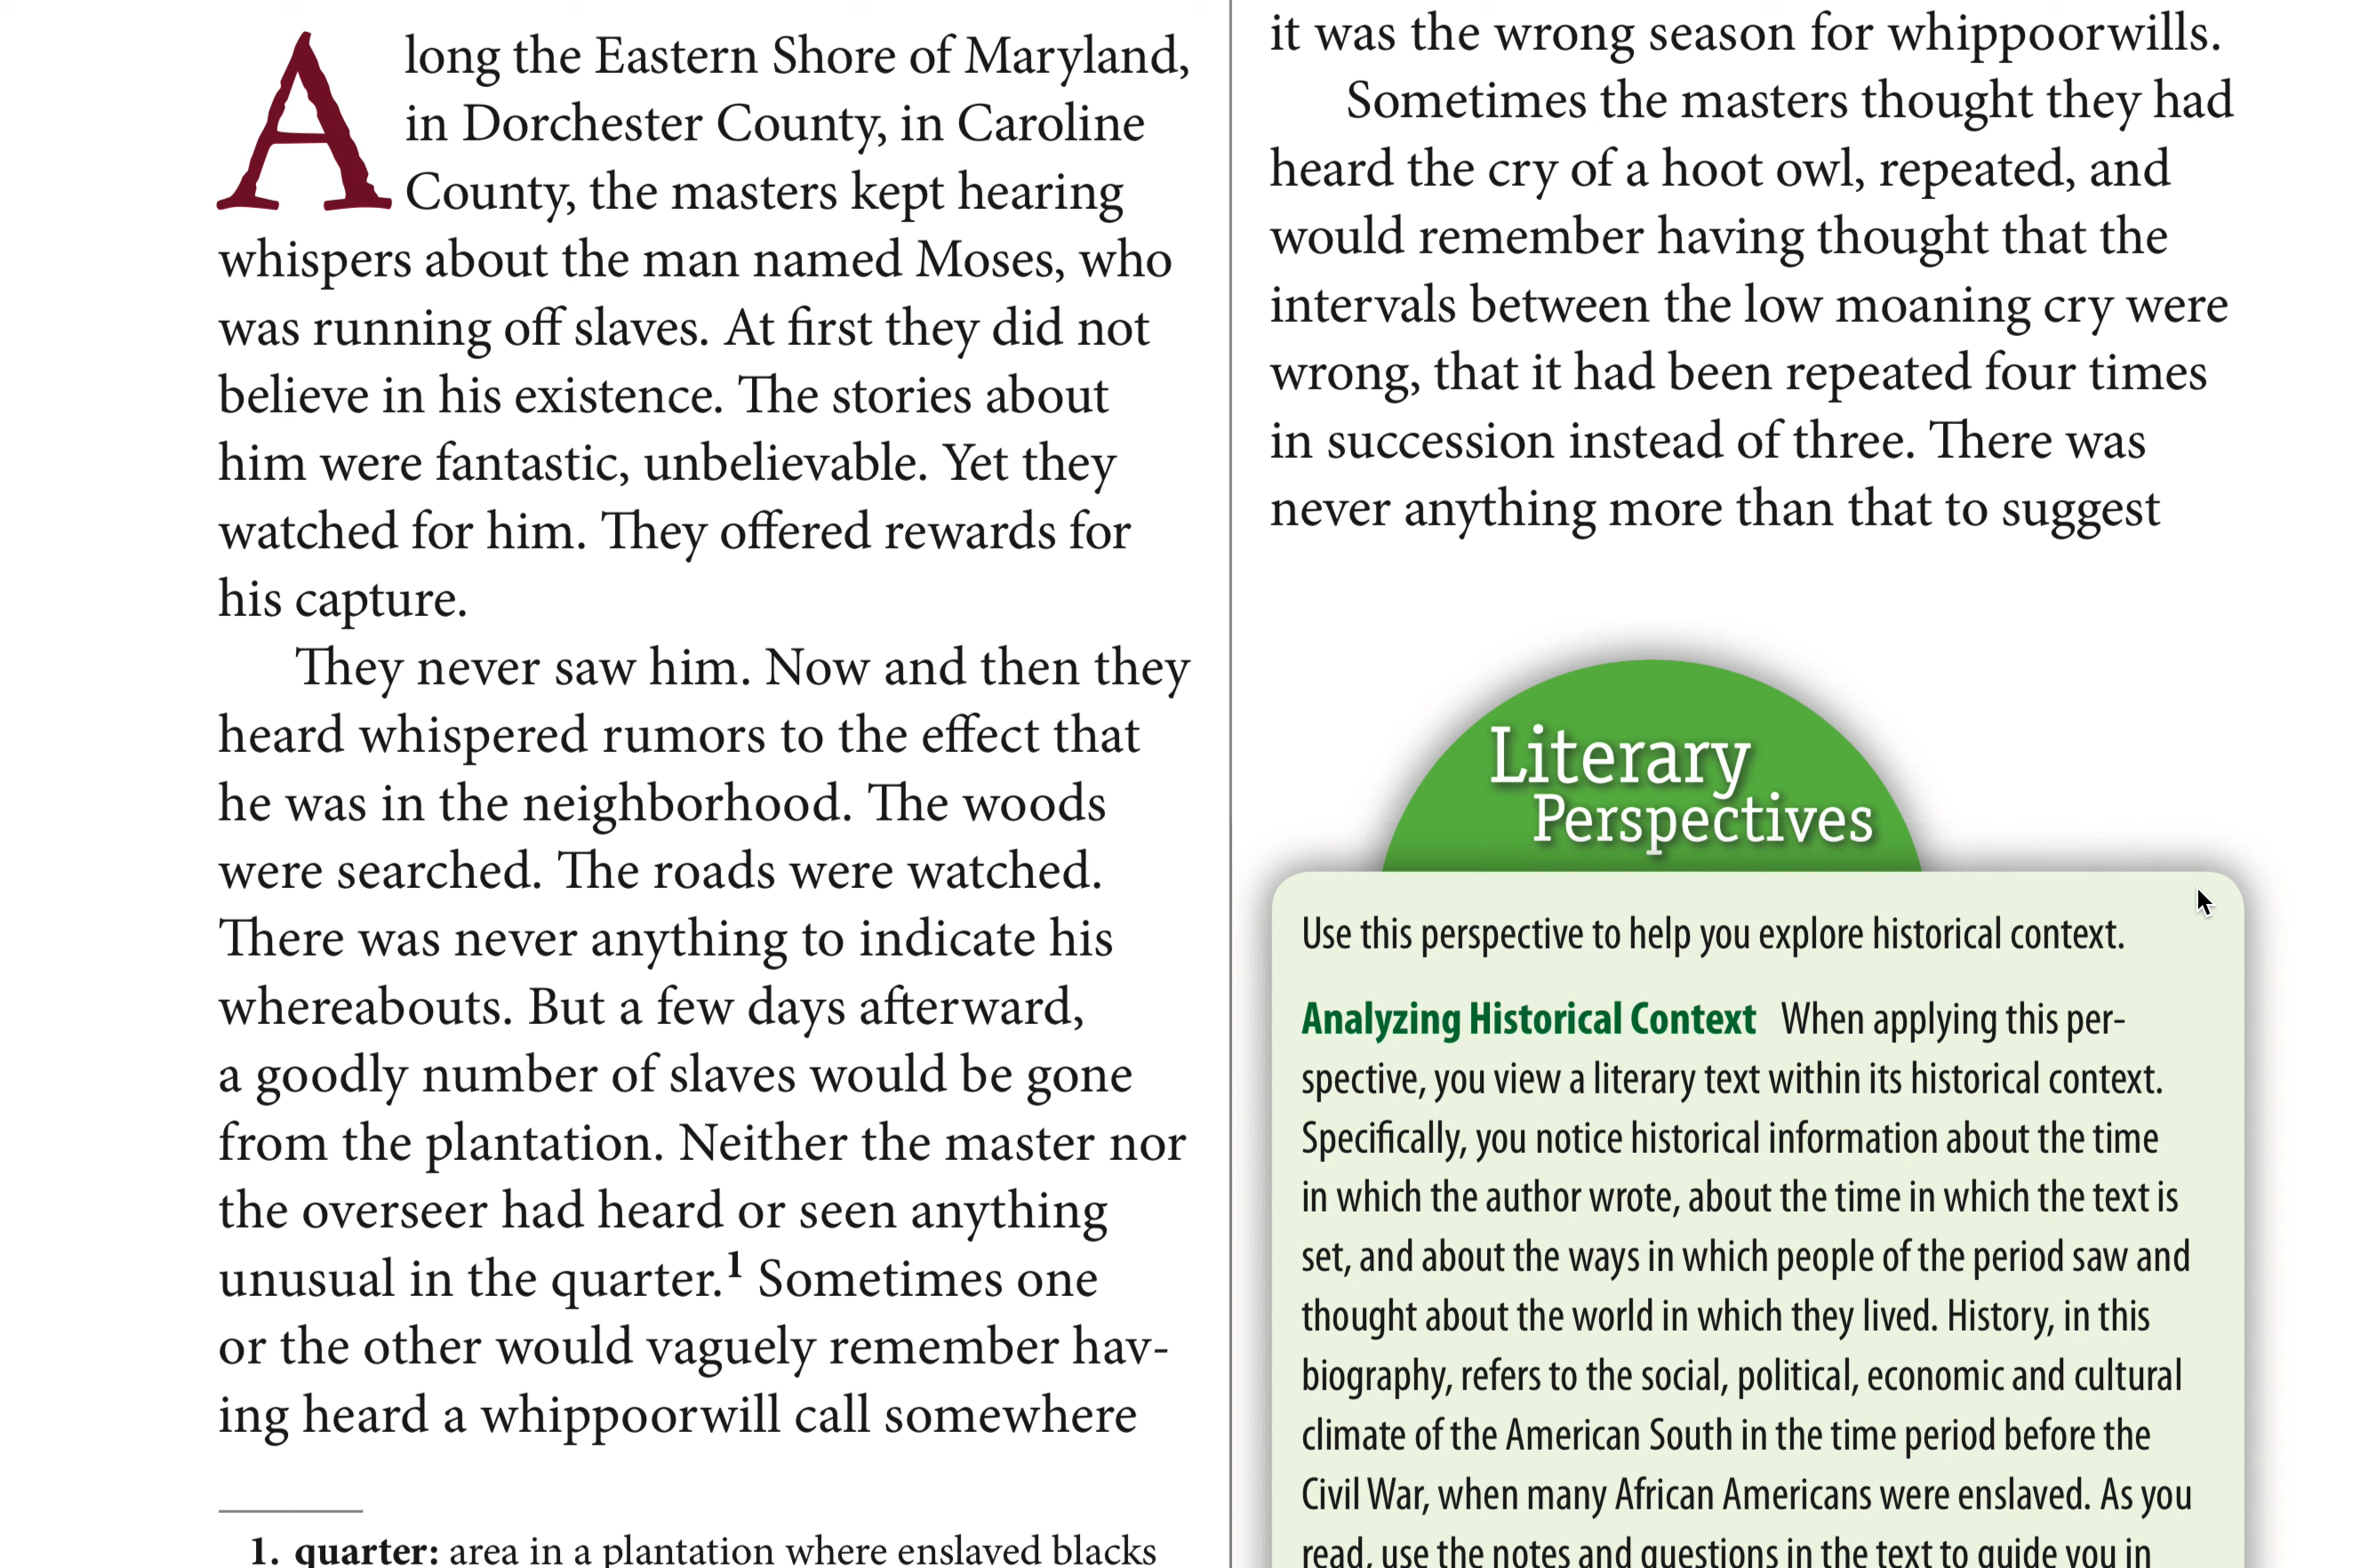 Along the Eastern Shore of Maryland,
in Dorchester County, in Caroline
County, the masters kept hearing
whispers about the man named Moses, who
was running off slaves. At first they did not
believe in his existence. The stories about
him were fantastic, unbelievable. Yet they
watched for him. They offered rewards for
his capture.
They never saw him. Now and then they
heard whispered rumors to the effect that
he was in the neighborhood. The woods
were searched. The roads were watched.
There was never anything to indicate his
whereabouts. But a few days afterward,
a goodly number of slaves would be gone
from the plantation. Neither the master nor
the overseer had heard or seen anything
unusual in the quarter.¹ Sometimes one
or the other would vaguely remember hav-
ing heard a whippoorwill call somewhere
1. quarter: area in a plantation where enslaved blacks
it was the wrong season for whippoorwills.
Sometimes the masters thought they had
heard the cry of a hoot owl, repeated, and
would remember having thought that the
intervals between the low moaning cry were
wrong, that it had been repeated four times
in succession instead of three. There was
never anything more than that to suggest
Literary
Perspectives
Use this perspective to help you explore historical context.
Analyzing Historical Context When applying this per-
spective, you view a literary text within its historical context.
Specifically, you notice historical information about the time
in which the author wrote, about the time in which the text is
set, and about the ways in which people of the period saw and
thought about the world in which they lived. History, in this
biography, refers to the social, political, economic and cultural
climate of the American South in the time period before the
Civil War, when many African Americans were enslaved. As you
read, use the notes and questions in the text to guide you in